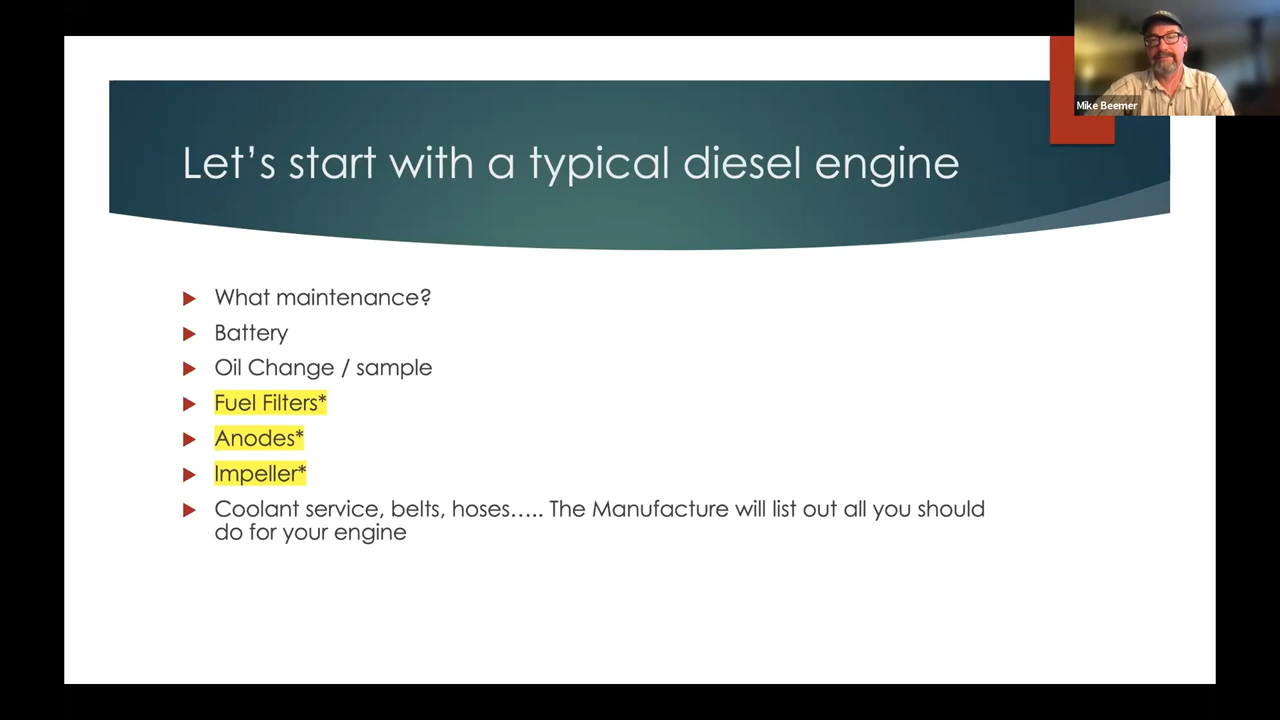 Mike Beemer
Let's start with a typical diesel engine
What maintenance?
Battery
Oil Change / sample
Fuel Filters*
Anodes*
Impeller*
Coolant service, belts, hoses..... The Manufacture will list out all you should
do for your engine